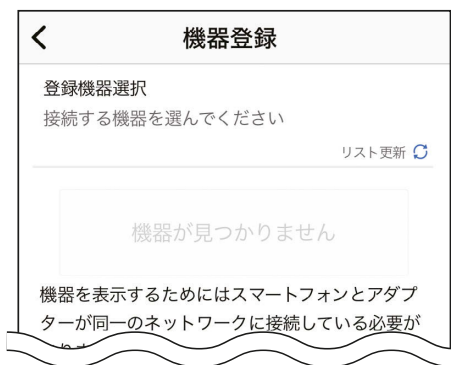 機器登録
登録機器選択
接続する機器を選んでください
リスト更新
機器が見つかりません
機器を表示するためにはスマートフォンとアダプ
ターが同一のネットワークに接続している必要が